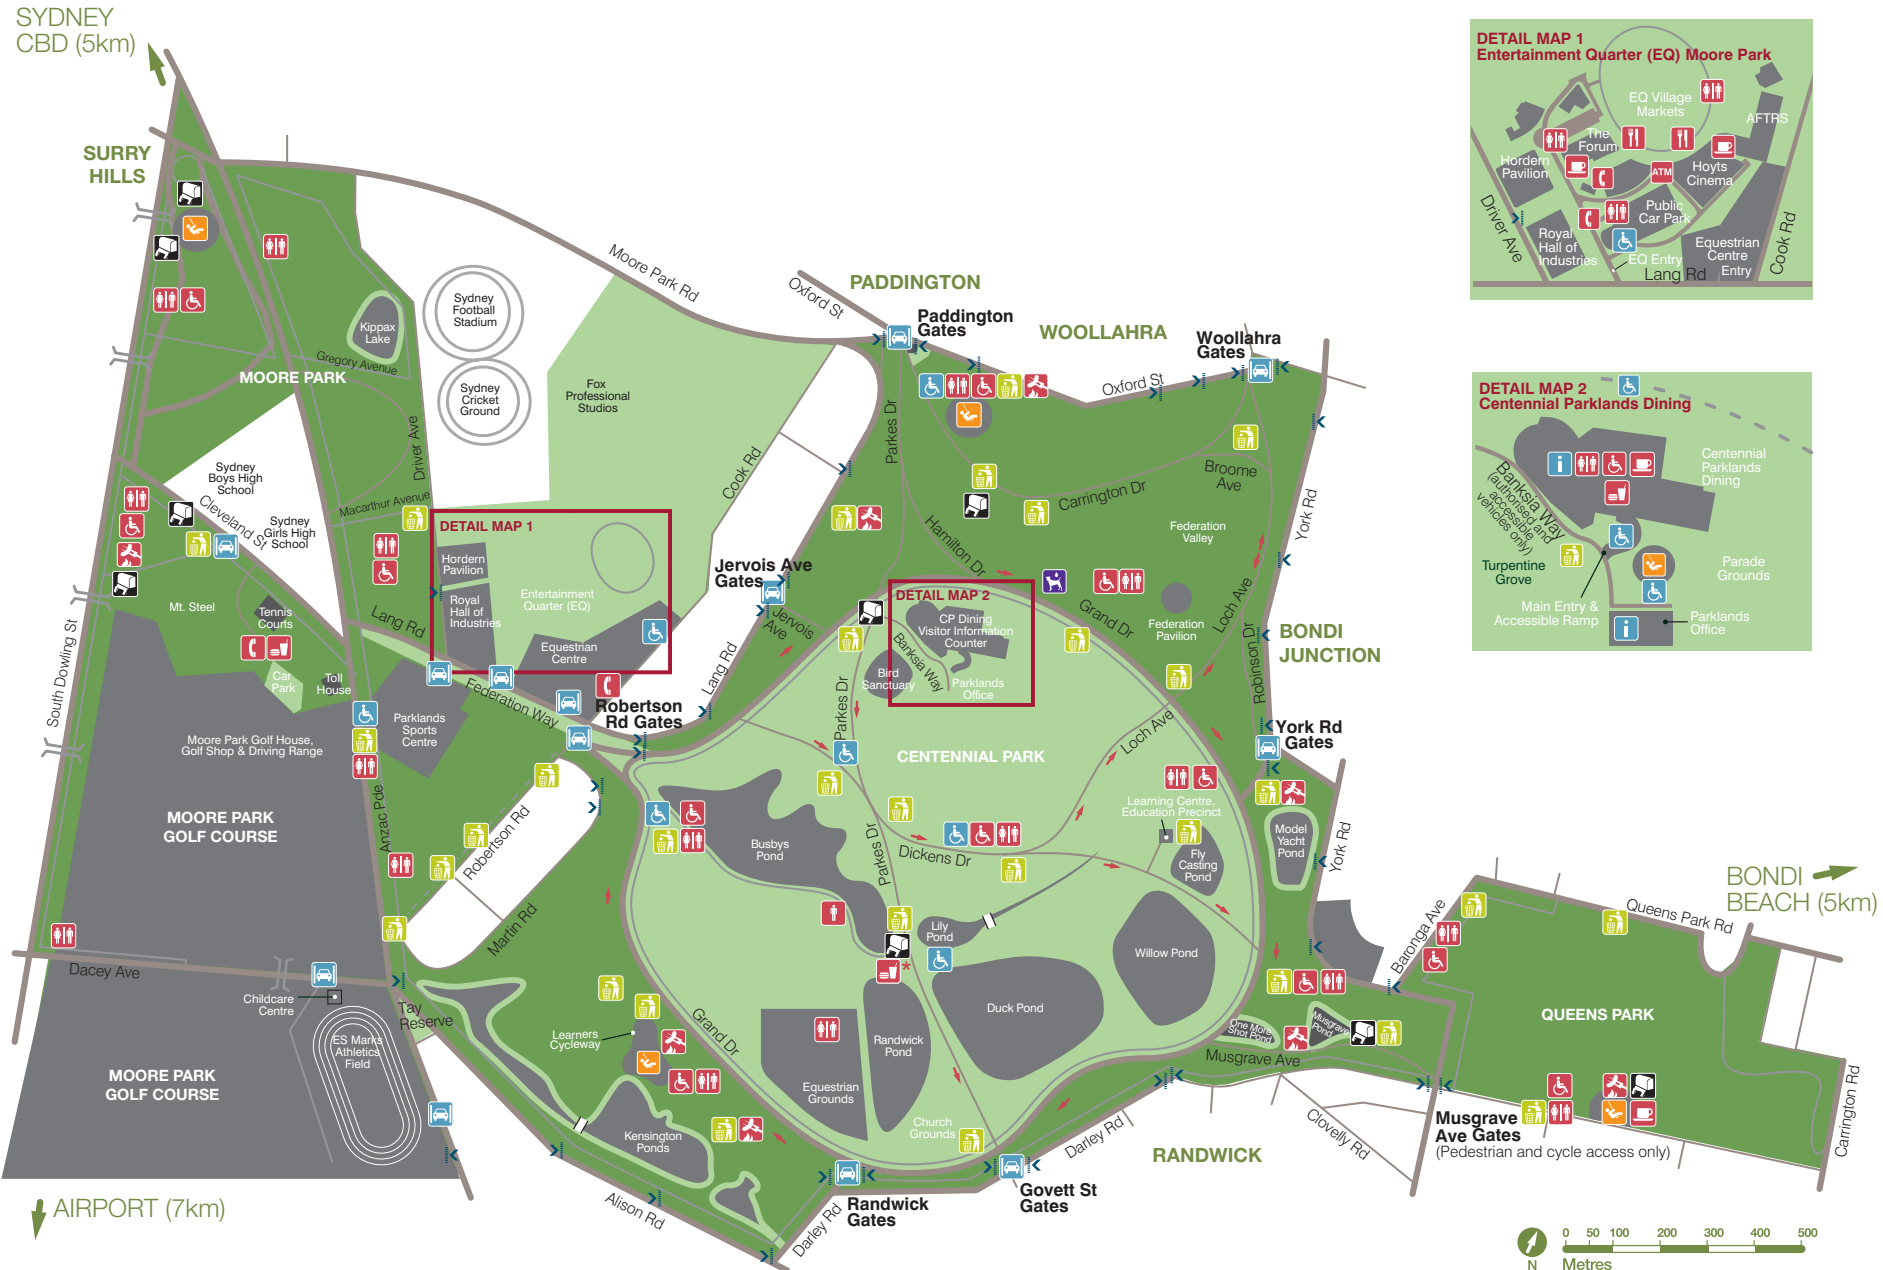 SYDNEY
CBD (5km)
SURRY
HILLS
Moore Park Rd
Oxford St
PADDINGTON
Paddington
Gates
WOOLLAHRA
Woollahra
Gates
Oxford St
Sydney
Football
Stadium
Kippax
Lake
Gregory Avenue
MOORE PARK
Sydney
Cricket
Ground
Fox
Professional
Studios
Parkes Dr
Driver Ave
Cook Rd
Broome
Ave
Carrington Dr
York Rd
Sydney
Boys High
School
Cleveland St
Sydney
Girls High
School
Macarthur Avenue
DETAIL MAP 1
Hordern
Pavilion
Royal
Hall of
Industries
Entertainment
Quarter (EQ)
Equestrian
Centre
Hamilton Dr
Federation
Valley
Jervois Ave
Gates
Jervois
Ave
DETAIL MAP 2
CP Dining
Visitor Information
Counter
Banksia Way
Bird
Sanctuary
Parklands
Office
Grand Dr
Federation
Pavilion
Loch Ave
Robinson Dr
BONDI
JUNCTION
Mt. Steel
Tennis
Courts
Lang Rd
South Dowling St
Car
Park
Toll
House
Federation Way
Robertson
Rd Gates
Lang Rd
Parkes Dr
Loch Ave
York Rd
Gates
Parklands
Sports
Centre
Moore Park Golf House,
Golf Shop & Driving Range
CENTENNIAL PARK
Learning Centre,
Education Precinct
MOORE PARK
GOLF COURSE
Anzac Pde
Robertson Rd
Busbys
Pond
Parkes Dr
Dickens Dr
Fly
Casting
Pond
Model
Yacht
Pond
York Rd
Martin Rd
Lily
Pond
Willow Pond
Baronga Ave
Queens Park Rd
BONDI
BEACH (5km)
Dacey Ave
Childcare
Centre
Tay
Reserve
Duck Pond
Learners
Cycleway
Grand Dr
Randwick
Pond
One More
Shot Pond
Musgrave
Pond
QUEENS PARK
ES Marks
Athletics
Field
Musgrave Ave
MOORE PARK
GOLF COURSE
Equestrian
Grounds
Church
Grounds
Kensington
Ponds
Darley Rd
Clovelly Rd
Carrington Rd
Musgrave
Ave Gates
(Pedestrian and cycle access only)
RANDWICK
AIRPORT (7km)
Alison Rd
Darley Rd
Randwick
Gates
Govett St
Gates
DETAIL MAP 1
Entertainment Quarter (EQ) Moore Park
EQ Village
Markets
AFTRS
The
Forum
Hordern
Pavilion
ATM
Hoyts
Cinema
Driver Ave
Public
Car Park
Royal
Hall of
Industries
EQ Entry
Equestrian
Centre
Entry
Lang Rd
Cook Rd
DETAIL MAP 2
Centennial Parklands Dining
Centennial
Parklands
Dining
Banksia Way
(authorised and
accessible
vehicles only)
Turpentine
Grove
Parade
Grounds
Main Entry &
Accessible Ramp
Parklands
Office
i
i
*
N
0 50 100 200 300 400 500
Metres